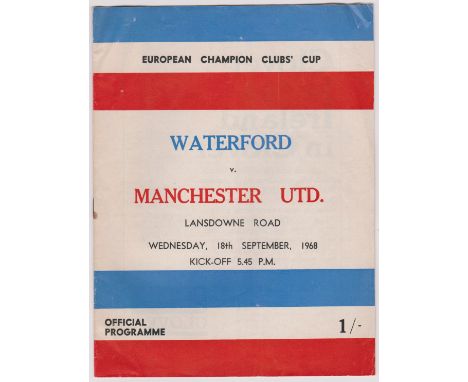 EUROPEAN CHAMPION CLUBS' CUP
WATERFORD
v.
MANCHESTER UTD.
LANSDOWNE ROAD
WEDNESDAY, 18th SEPTEMBER, 1968
KICK-OFF 5.45 P.M.
OFFICIAL
PROGRAMME
1/-